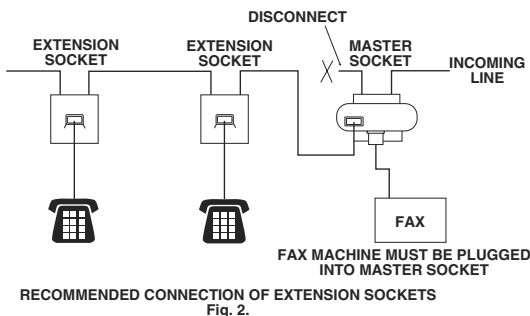 DISCONNECT
EXTENSION
SOCKET
EXTENSION
SOCKET
MASTER
SOCKET
INCOMING
LINE
FAX
FAX MACHINE MUST BE PLUGGED
INTO MASTER SOCKET
RECOMMENDED CONNECTION OF EXTENSION SOCKETS
Fig. 2.